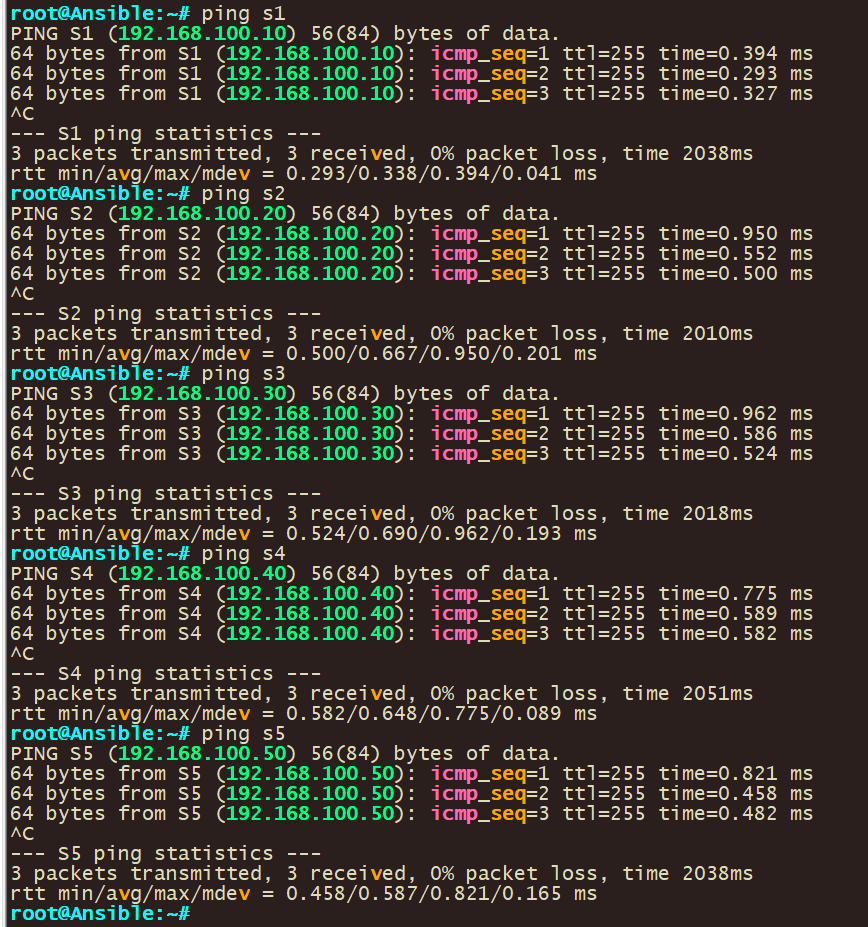 root@Ansible:~# ping s1
PING S1 (192.168.100.10) 56(84) bytes of data.
64 bytes from S1 (192.168.100.10): icmp_seq=1 ttl=255 time=0.394 ms
64 bytes from S1 (192.168.100.10): icmp_seq=2 ttl=255 time=0.293 ms
64 bytes from S1 (192.168.100.10): icmp_seq=3 ttl=255 time=0.327 ms
^C
--- S1 ping statistics ---
3 packets transmitted, 3 received, 0% packet loss, time 2038ms
rtt min/avg/max/mdev = 0.293/0.338/0.394/0.041 ms
root@Ansible:~# ping s2
PING S2 (192.168.100.20) 56(84) bytes of data.
64 bytes from S2 (192.168.100.20): icmp_seq=1 ttl=255 time=0.950 ms
64 bytes from S2 (192.168.100.20): icmp_seq=2 ttl=255 time=0.552 ms
64 bytes from S2 (192.168.100.20): icmp_seq=3 ttl=255 time=0.500 ms
^C
--- S2 ping statistics ---
3 packets transmitted, 3 received, 0% packet loss, time 2010ms
rtt min/avg/max/mdev = 0.500/0.667/0.950/0.201 ms
root@Ansible:~# ping s3
PING S3 (192.168.100.30) 56(84) bytes of data.
64 bytes from S3 (192.168.100.30): icmp_seq=1 ttl=255 time=0.962 ms
64 bytes from S3 (192.168.100.30): icmp_seq=2 ttl=255 time=0.586 ms
64 bytes from S3 (192.168.100.30): icmp_seq=3 ttl=255 time=0.524 ms
^C
--- S3 ping statistics ---
3 packets transmitted, 3 received, 0% packet loss, time 2018ms
rtt min/avg/max/mdev = 0.524/0.690/0.962/0.193 ms
root@Ansible:~# ping s4
PING S4 (192.168.100.40) 56(84) bytes of data.
64 bytes from S4 (192.168.100.40): icmp_seq=1 ttl=255 time=0.775 ms
64 bytes from S4 (192.168.100.40): icmp_seq=2 ttl=255 time=0.589 ms
64 bytes from S4 (192.168.100.40): icmp_seq=3 ttl=255 time=0.582 ms
^C
--- S4 ping statistics ---
3 packets transmitted, 3 received, 0% packet loss, time 2051ms
rtt min/avg/max/mdev = 0.582/0.648/0.775/0.089 ms
root@Ansible:~# ping s5
PING S5 (192.168.100.50) 56(84) bytes of data.
64 bytes from S5 (192.168.100.50): icmp_seq=1 ttl=255 time=0.821 ms
64 bytes from S5 (192.168.100.50): icmp_seq=2 ttl=255 time=0.458 ms
64 bytes from S5 (192.168.100.50): icmp_seq=3 ttl=255 time=0.482 ms
^C
--- S5 ping statistics ---
3 packets transmitted, 3 received, 0% packet loss, time 2038ms
rtt min/avg/max/mdev = 0.458/0.587/0.821/0.165 ms
root@Ansible:~#